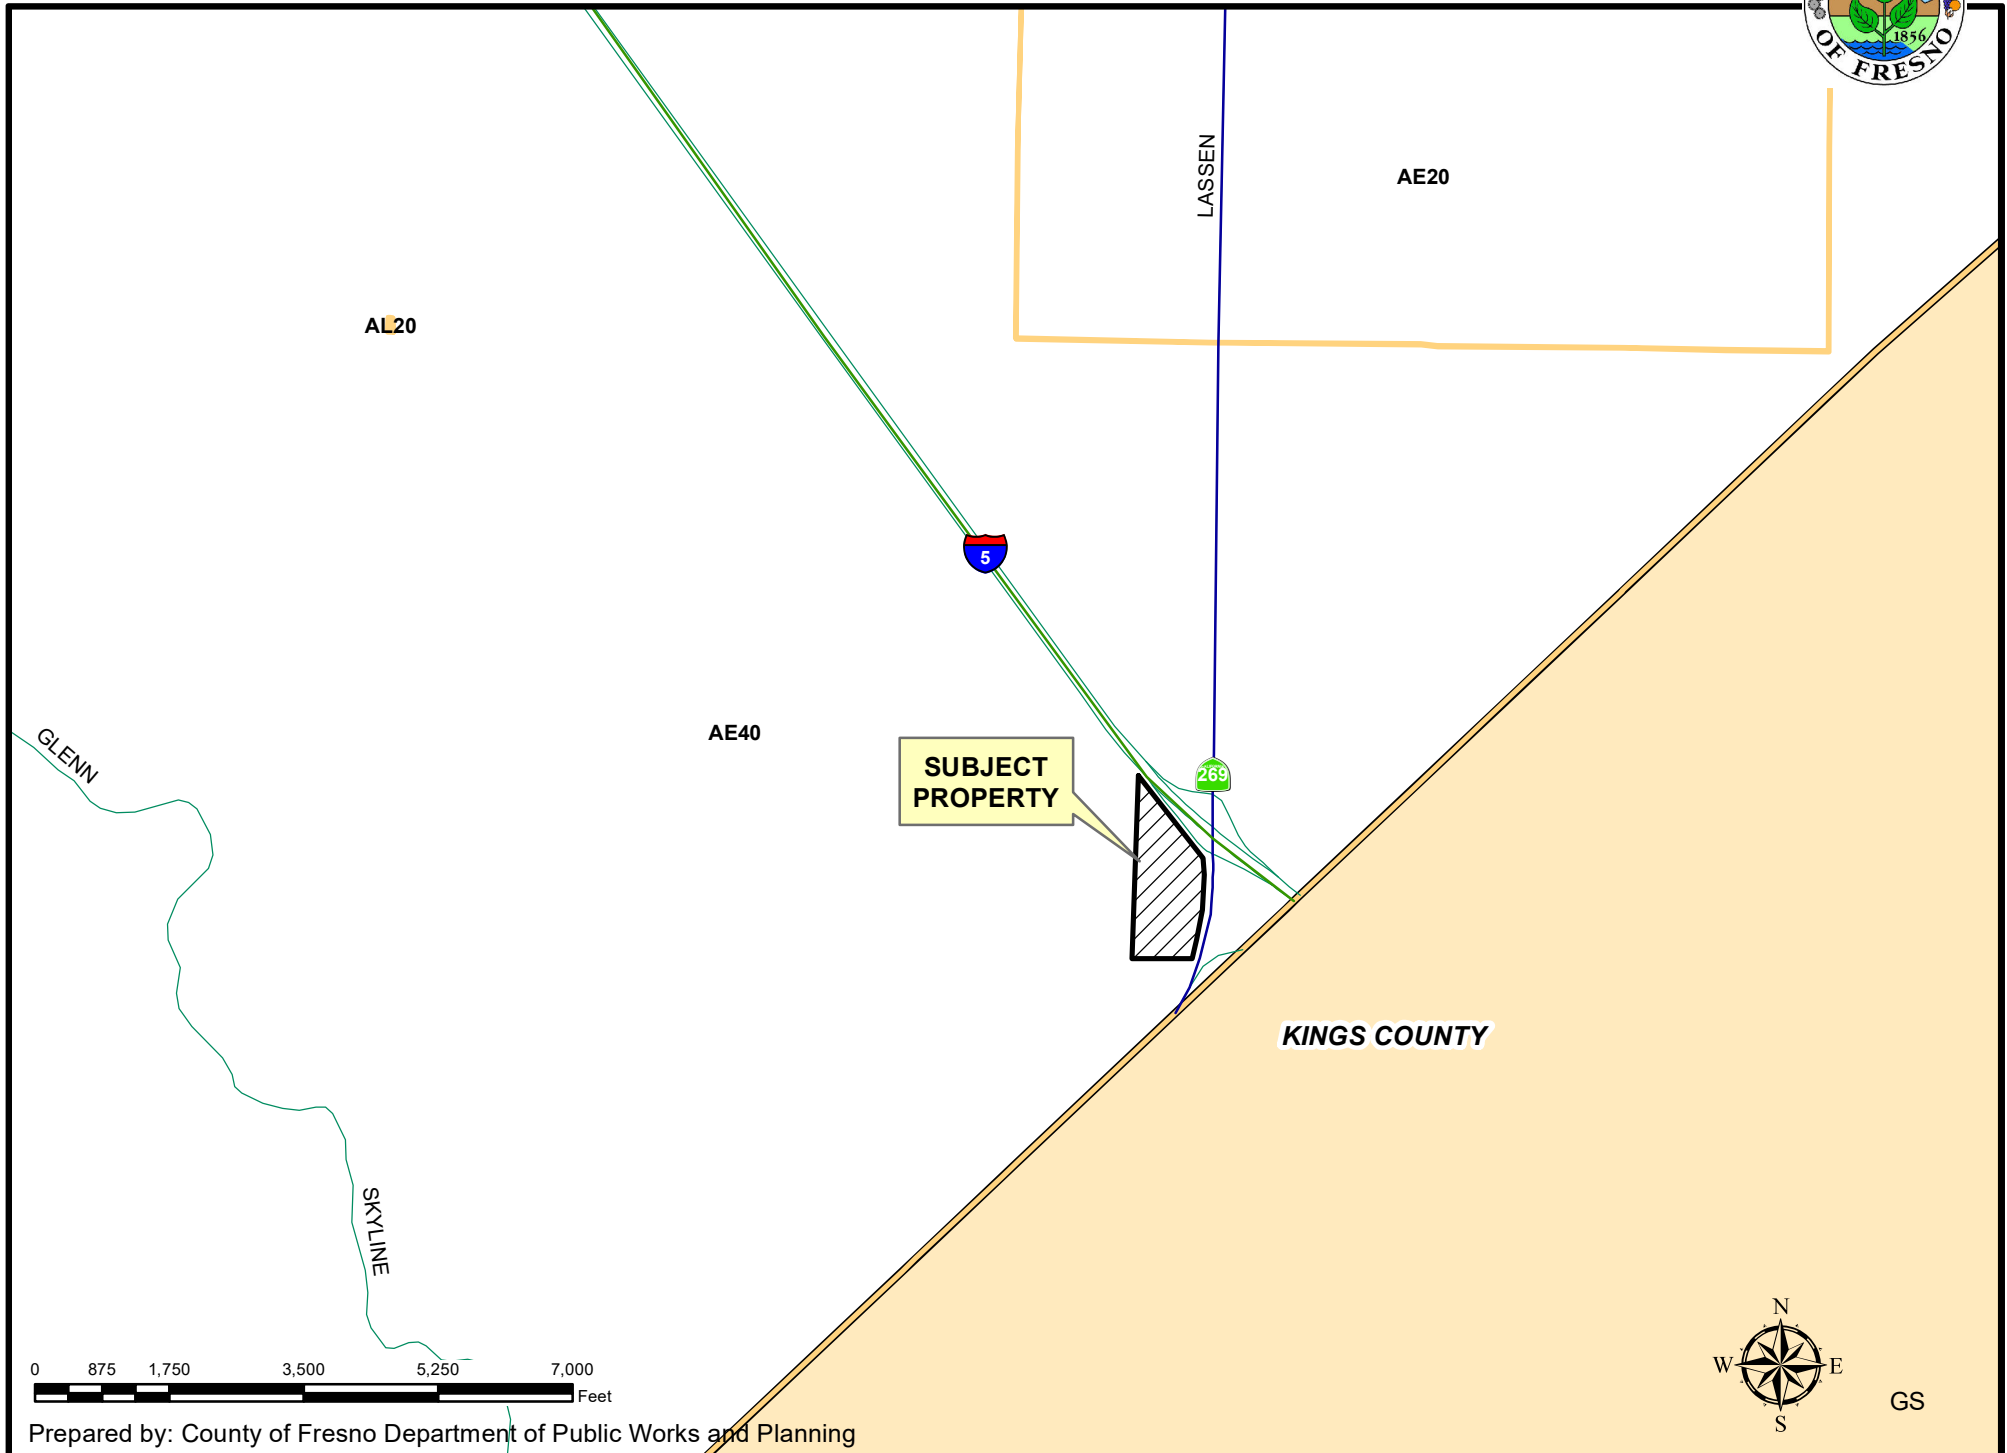 1856
OF FRESNO
LASSEN
AE20
AL20
5
GLENN
AE40
SUBJECT
PROPERTY
269
KINGS COUNTY
SKYLINE
N
W E
S
GS
0 875 1,750 3,500 5,250 7,000
Feet
Prepared by: County of Fresno Department of Public Works and Planning